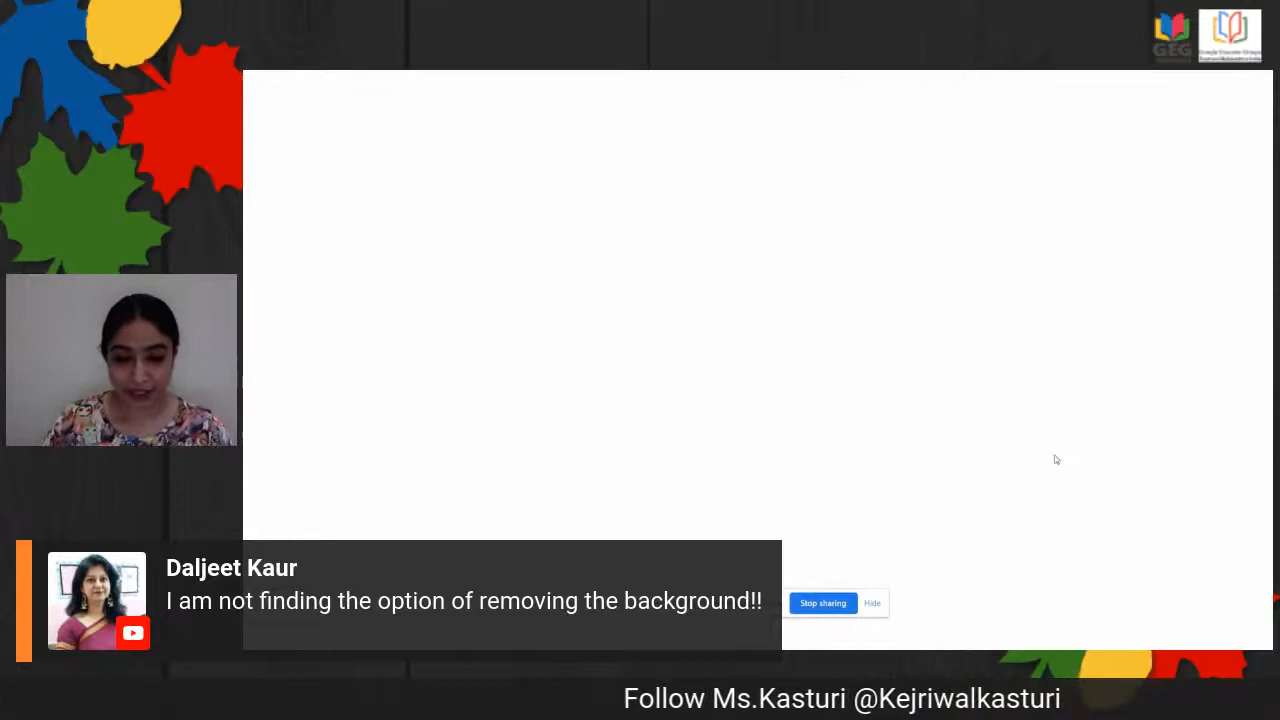 GEG
Stop sharing Hide
Daljeet Kaur
I am not finding the option of removing the background!!
Follow Ms.Kasturi @Kejriwalkasturi